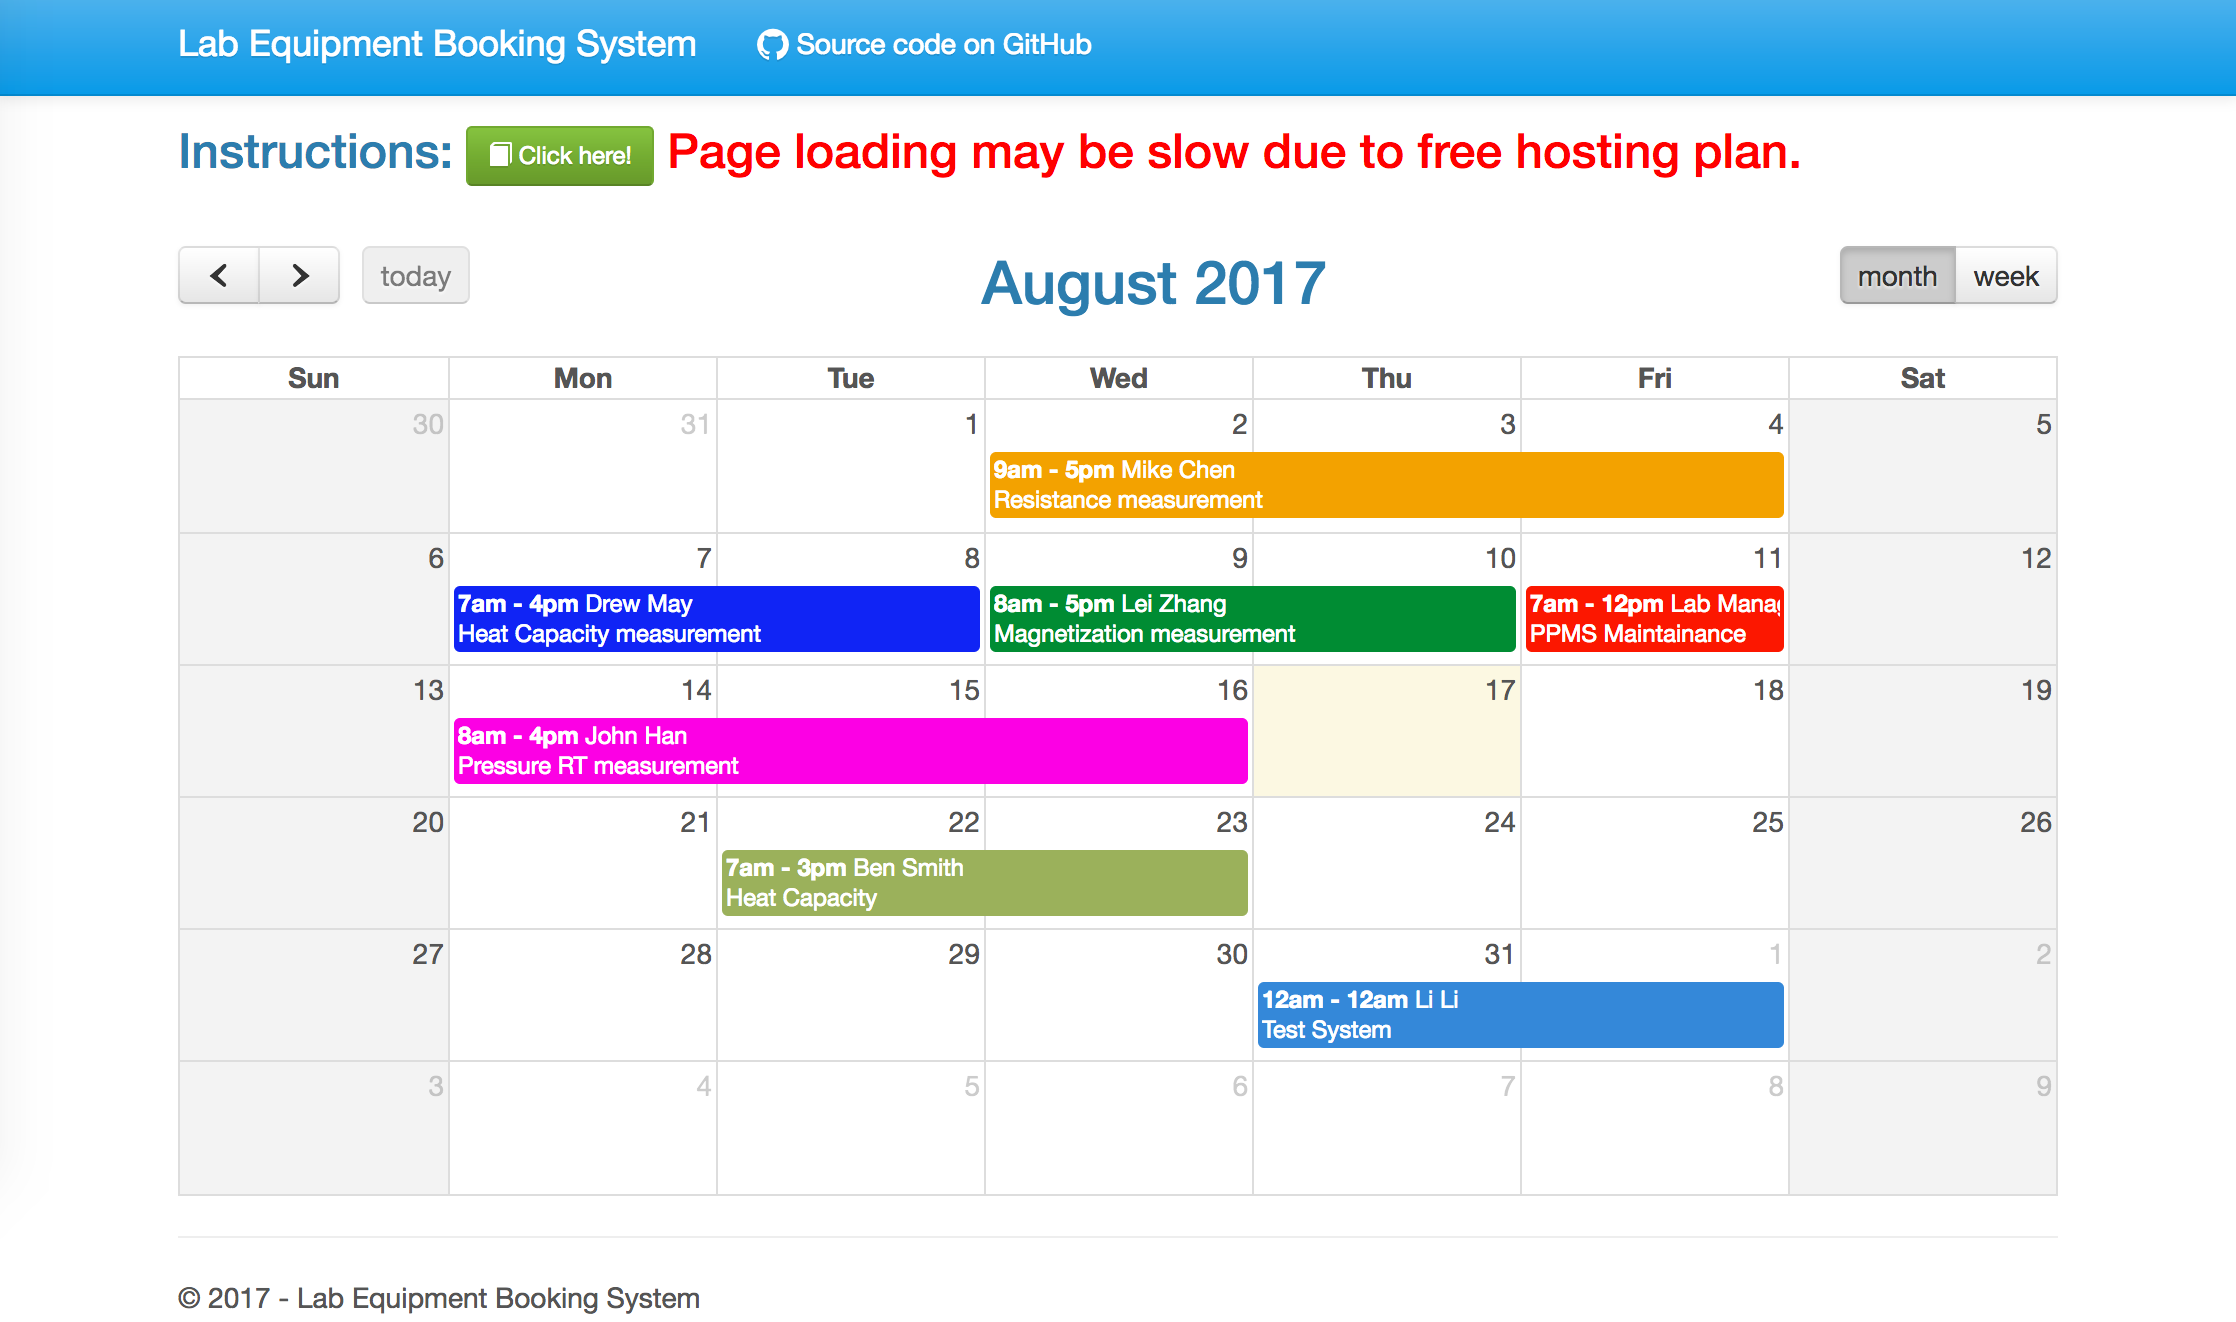 Lab Equipment Booking System Source code on GitHub
Instructions: Click here! Page loading may be slow due to free hosting plan.
today August 2017 month week
Sun Mon Tue Wed Thu Fri Sat
30 31 1 2 3 4 5
9am - 5pm Mike Chen
Resistance measurement
6 7 8 9 10 11 12
7am - 4pm Drew May 8am - 5pm Lei Zhang 7am - 12pm Lab Manag
Heat Capacity measurement Magnetization measurement PPMS Maintainance
13 14 15 16 17 18 19
8am - 4pm John Han
Pressure RT measurement
20 21 22 23 24 25 26
7am - 3pm Ben Smith
Heat Capacity
27 28 29 30 31 1 2
12am - 12am Li Li
Test System
3 4 5 6 7 8 9
© 2017 - Lab Equipment Booking System